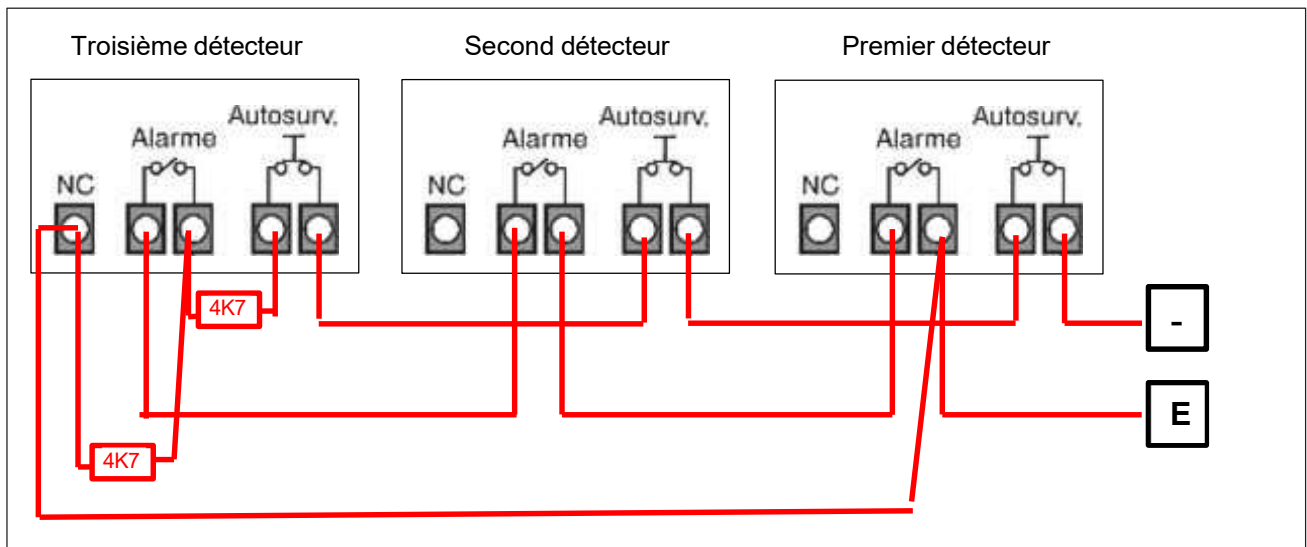 Troisième détecteur
Second détecteur
Premier détecteur
Autosurv.
Alarme
NC
Autosurv.
Alarme
NC
Autosurv.
Alarme
NC
4K7
4K7
-
E